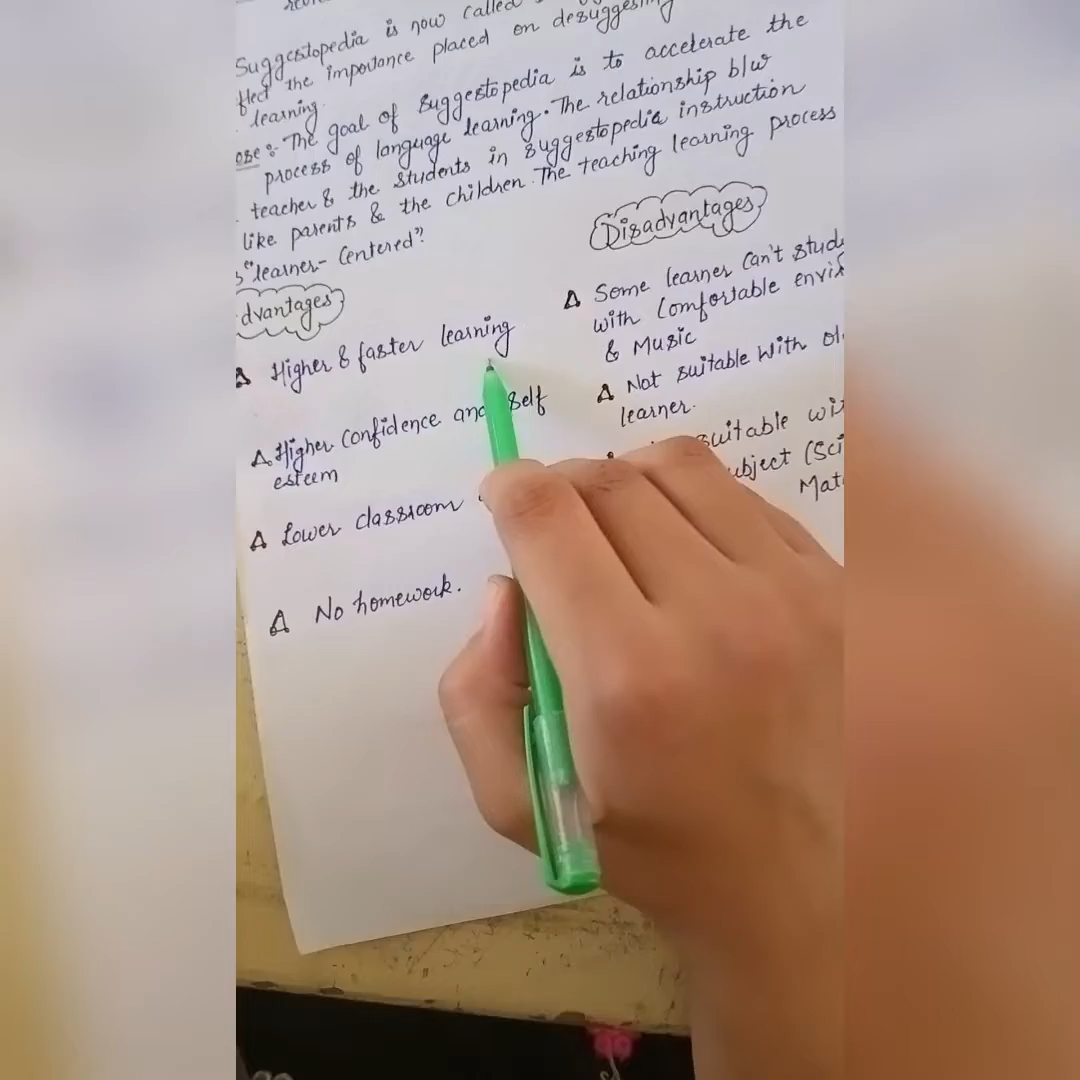 Suggestopedia is now called
flect the importance placed on desuggesting
learning.
ose :- The goal of Suggestopedia is to accelerate the
process of language learning. The relationship b/w
teacher & the students in suggestopedic instruction
like parents & the children. The teaching learning process
s "learner- Centered"
dvantages
Higher & faster learning
Higher Confidence and self
esteem
Lower classroom
No homework.
Disadvantages
Some learner Can't stud
with Comfortable envi
& Music
Not suitable with ol
learner.
suitable wi
ubject (Sci
Mat